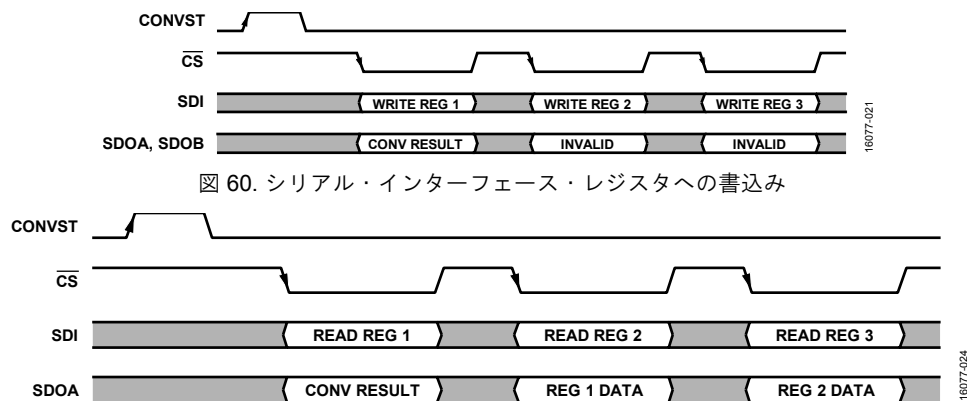 CONVST
CS
SDI WRITE REG 1 WRITE REG 2 WRITE REG 3
SDOA, SDOB CONV RESULT INVALID INVALID
16077-021
図 60. シリアル・インターフェース・レジスタへの書込み
CONVST
CS
SDI READ REG 1 READ REG 2 READ REG 3
SDOA CONV RESULT REG 1 DATA REG 2 DATA
16077-024